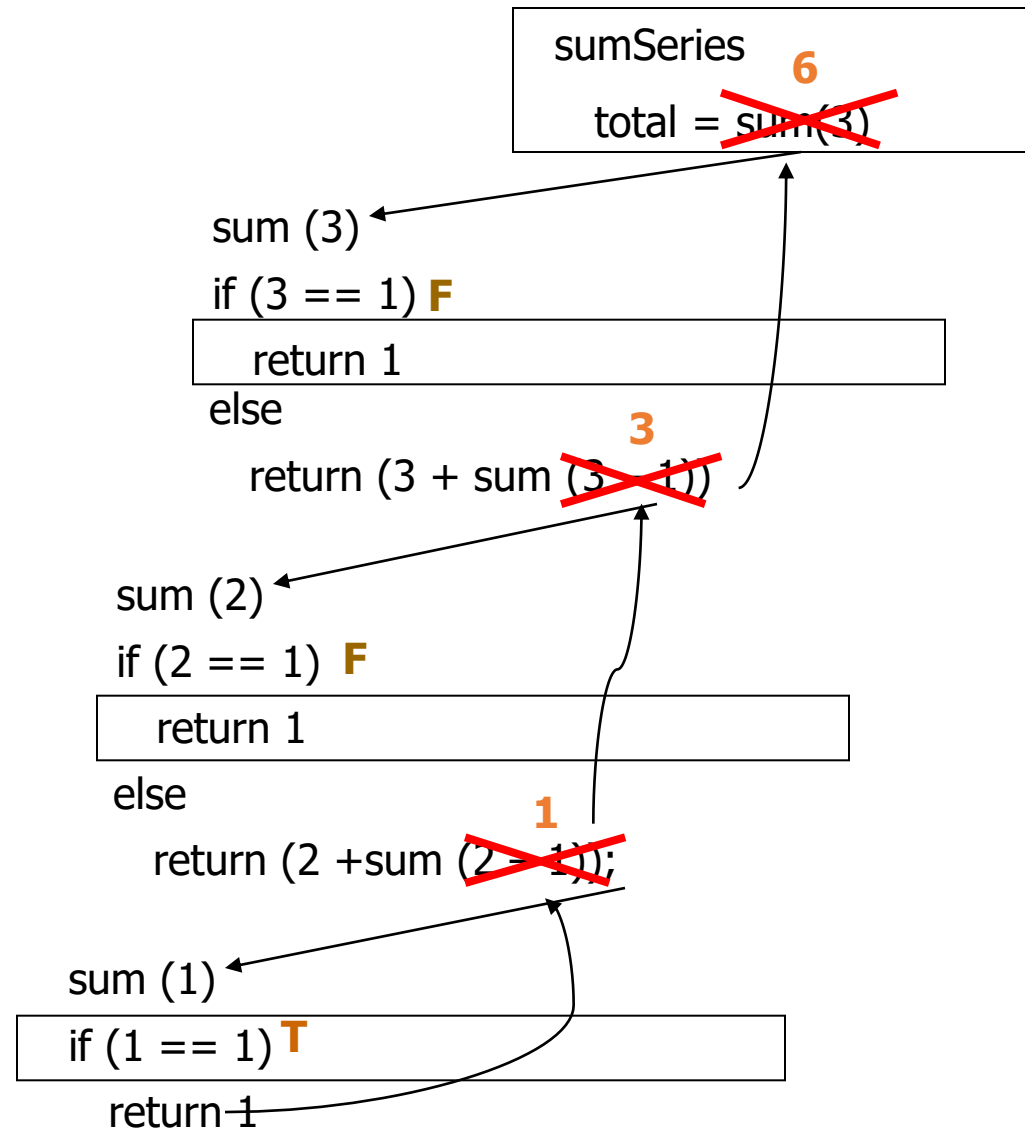 sumSeries
6
total = sum(3)
sum (3)
if (3 == 1) F
return 1
else
3
return (3 + sum (3 - 1))
sum (2)
if (2 == 1) F
return 1
else
1
return (2 +sum (2 - 1));
sum (1)
if (1 == 1) T
return 1